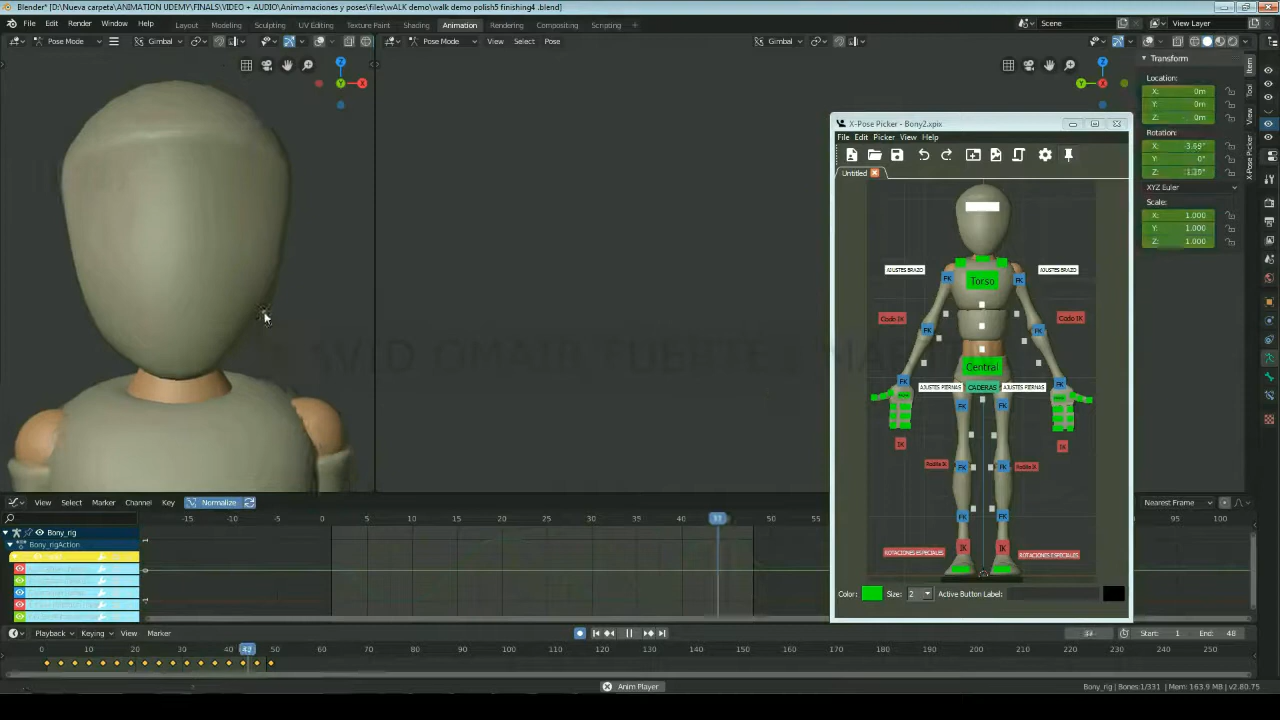 Blender* [D:\Nueva carpeta\ANIMATION UDEMY\FINALS\VIDEO + AUDIO\Animamaciones y poses\files\wALK demo\walk demo polish5 finishing4 .blend]
File Edit Render Window Help Layout Modeling Sculpting UV Editing Texture Paint Shading Animation Rendering Compositing Scripting Scene View Layer
Pose Mode Gimbal Pose Mode View Select Pose Gimbal
Transform
Location:
X: 0m
Y: 0m
Z: 0m
Rotation:
Y: 0°
XYZ Euler
Scale:
X: 1.000
Y: 1.000
Z: 1.000
Item
Tool
View
X-Pose Picker
X-Pose Picker - Bony2.xpix
File Edit Picker View Help
Untitled
AJUSTES BRAZO AJUSTES BRAZO
FK Torso FK
Codo IK Codo IK
FK FK
Central
FK AJUSTES PIERNAS CADERAS AJUSTES PIERNAS FK
FK FK
IK IK
Rodilla IK FK FK Rodilla IK
FK FK
ROTACIONES ESPECIALES IK IK ROTACIONES ESPECIALES
Color: Size: 2 Active Button Label:
View Select Marker Channel Key Normalize Nearest Frame
-15 -10 -5 0 5 10 15 20 25 30 35 40 50 55 95 100
Bony_rig
Bony_rigAction
Playback Keying View Marker Start: 1 End: 48
0 10 20 30 40 60 70 80 90 100 110 120 130 140 150 160 170 180 190 200 210 220 230 240 250
Anim Player
Bony_rig | Bones:1/331 | Mem: 163.9 MB | v2.80.75